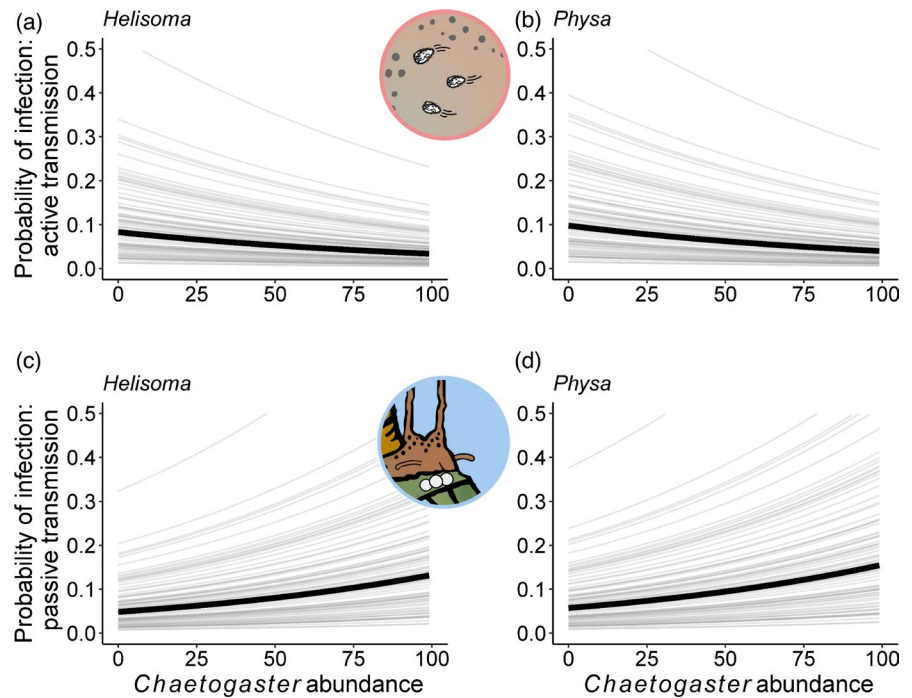 (a)
Helisoma
(b)
Physa
Probability of infection:
active transmission
0.5
0.4
0.3
0.2
0.1
0.0
0 25 50 75 100
0.5
0.4
0.3
0.2
0.1
0.0
0 25 50 75 100
(c)
Helisoma
(d)
Physa
Probability of infection:
passive transmission
0.5
0.4
0.3
0.2
0.1
0.0
0 25 50 75 100
Chaetogaster abundance
0.5
0.4
0.3
0.2
0.1
0.0
0 25 50 75 100
Chaetogaster abundance